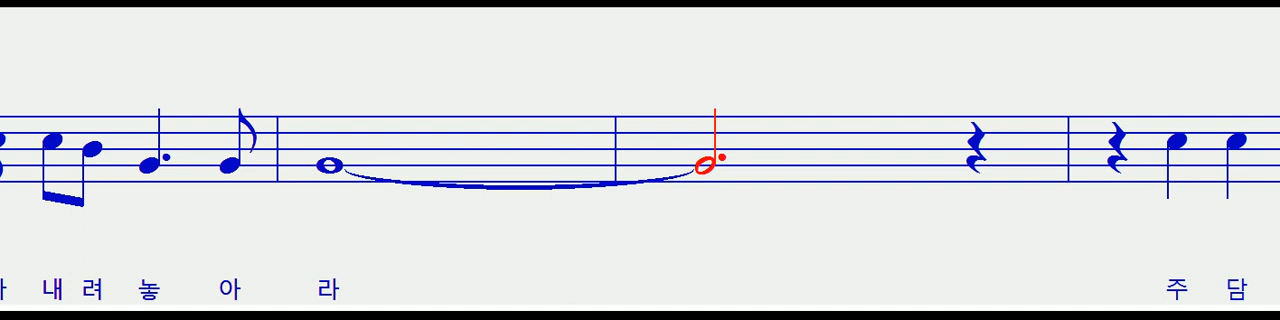 내 려 놓 아 라 주 담